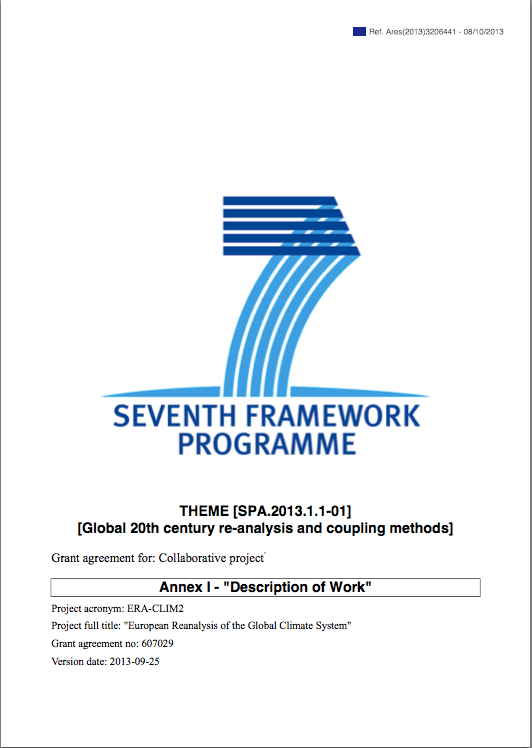 Ref. Ares(2013)3206441 - 08/10/2013
SEVENTH FRAMEWORK
PROGRAMME
THEME [SPA.2013.1.1-01]
[Global 20th century re-analysis and coupling methods]
Grant agreement for: Collaborative project
Annex I - "Description of Work"
Project acronym: ERA-CLIM2
Project full title: "European Reanalysis of the Global Climate System"
Grant agreement no: 607029
Version date: 2013-09-25